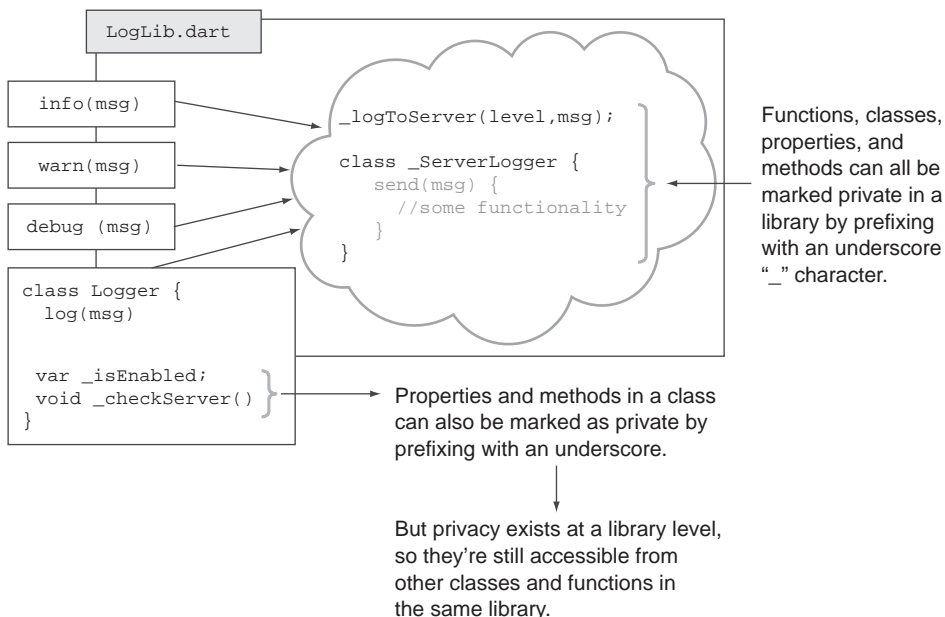 LogLib.dart
info(msg)
warn(msg)
debug (msg)
class Logger {
log(msg)
var _isEnabled;
void _checkServer()
}
_logToServer(level,msg);
class _ServerLogger {
send(msg) {
//some functionality
}
}
Functions, classes,
properties, and
methods can all be
marked private in a
library by prefixing
with an underscore
“_” character.
Properties and methods in a class
can also be marked as private by
prefixing with an underscore.
But privacy exists at a library level,
so they’re still accessible from
other classes and functions in
the same library.